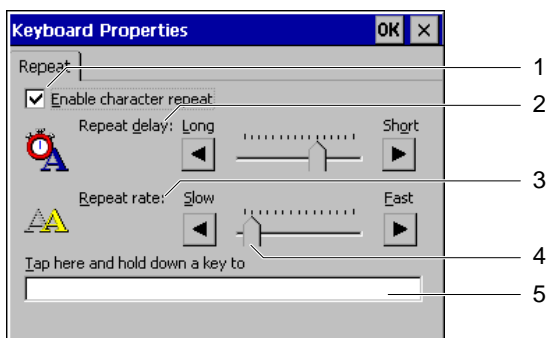 Keyboard Properties OK ×
Repeat
1
Enable character repeat
2
Repeat delay: Long Short
3
Repeat rate: Slow Fast
4
Tap here and hold down a key to
5